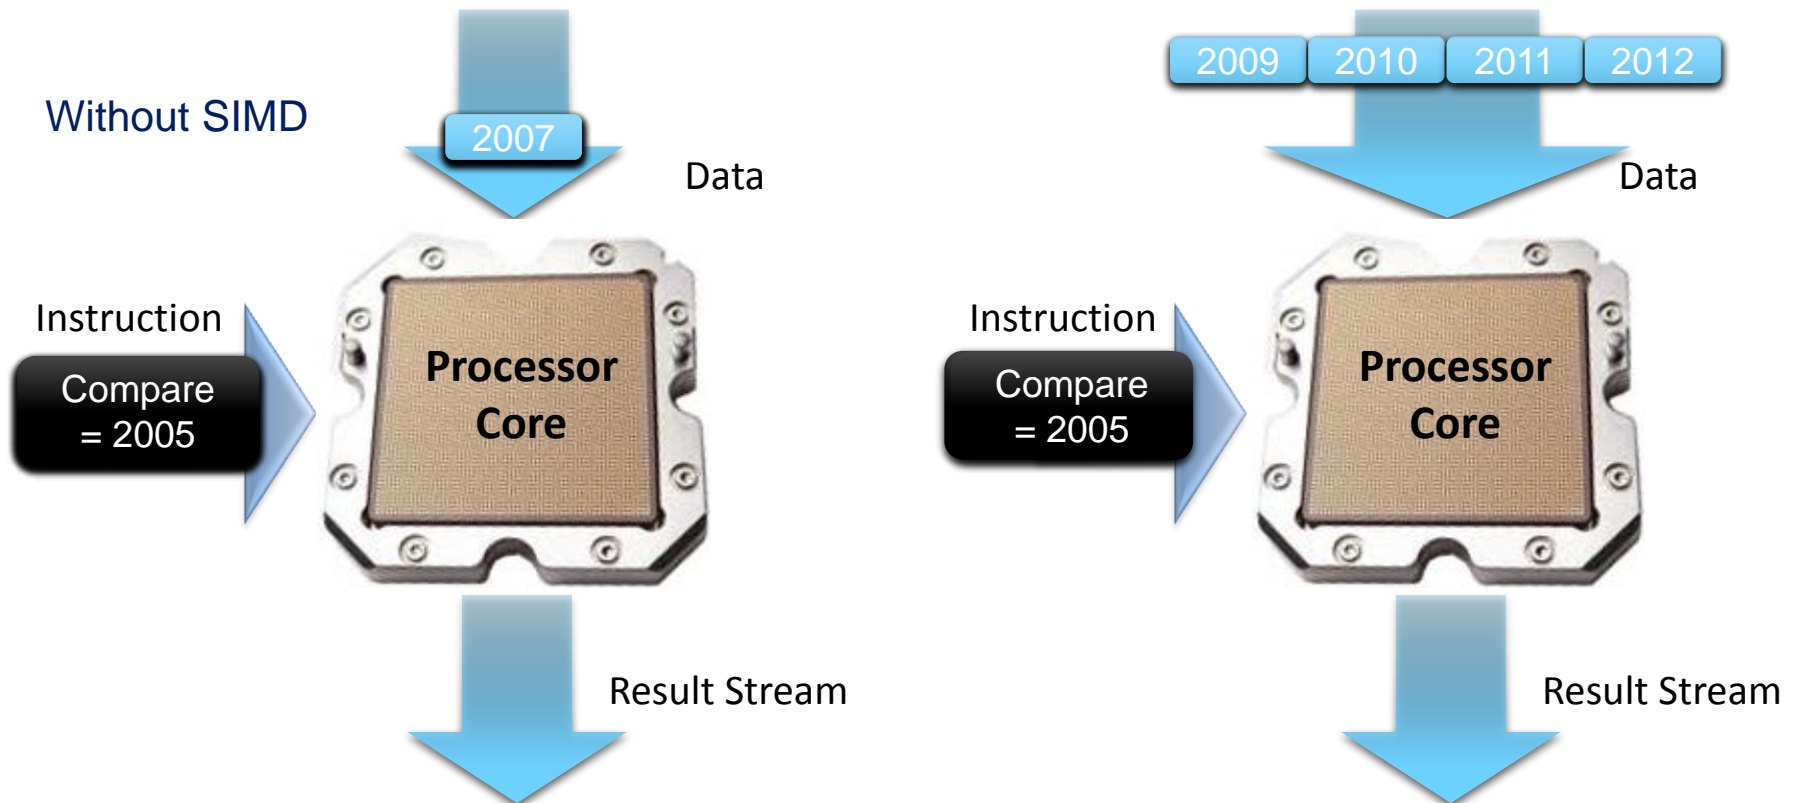 Without SIMD
2007
Data
Instruction
Compare
= 2005
Processor
Core
Result Stream
2009 2010 2011 2012
Data
Instruction
Compare
= 2005
Processor
Core
Result Stream